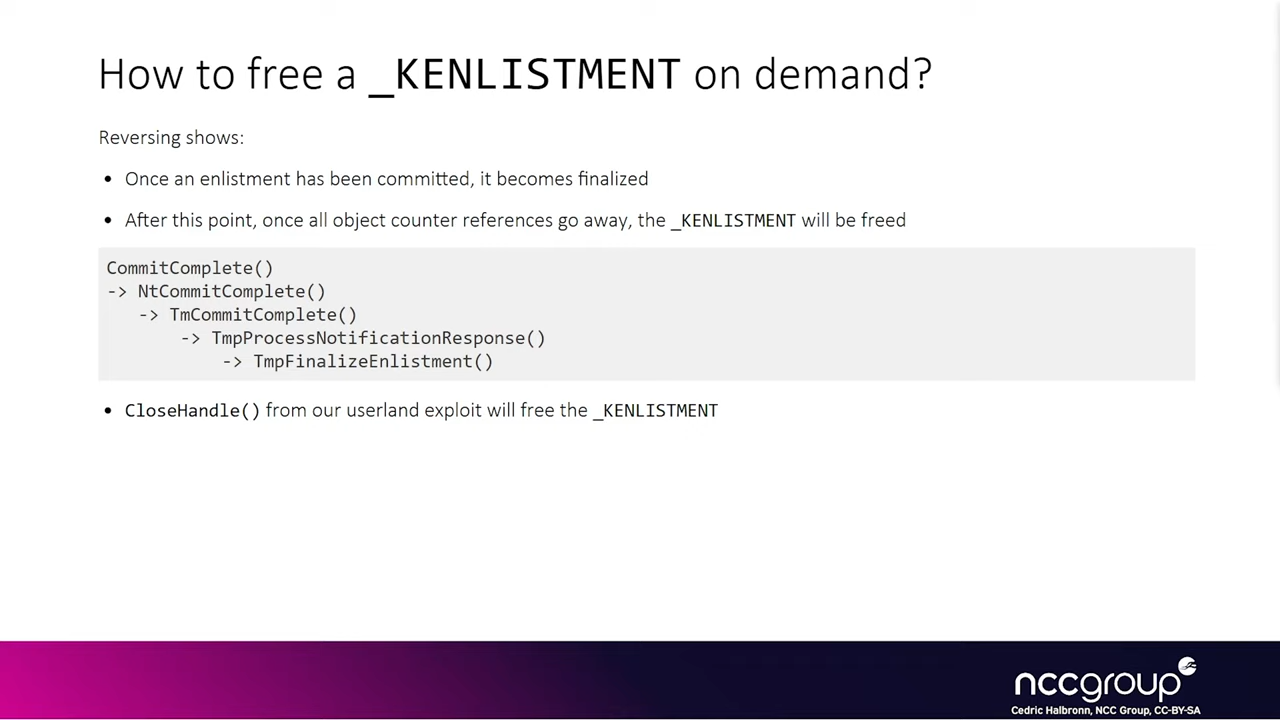 How to free a _KENLISTMENT on demand?
Reversing shows:
• Once an enlistment has been committed, it becomes finalized
• After this point, once all object counter references go away, the _KENLISTMENT will be freed
CommitComplete()
-> NtCommitComplete()
-> TmCommitComplete()
-> TmpProcessNotificationResponse()
-> TmpFinalizeEnlistment()
• CloseHandle() from our userland exploit will free the _KENLISTMENT
nccgroup
Cedric Halbronn, NCC Group, CC-BY-SA